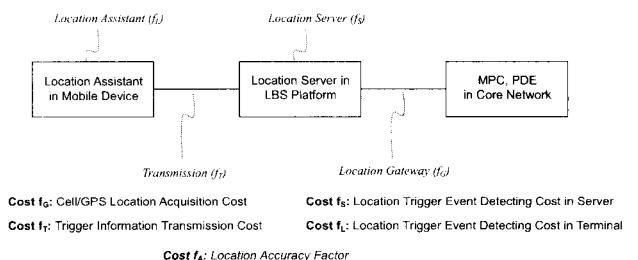 Location Assistant (fL)
Location Server (fS)
Location Assistant
in Mobile Device
Location Server in
LBS Platform
MPC, PDE
in Core Network
Transmission (fT)
Location Gateway (fG)
Cost fG: Cell/GPS Location Acquisition Cost
Cost fS: Location Trigger Event Detecting Cost in Server
Cost fT: Trigger Information Transmission Cost
Cost fL: Location Trigger Event Detecting Cost in Terminal
Cost fA: Location Accuracy Factor